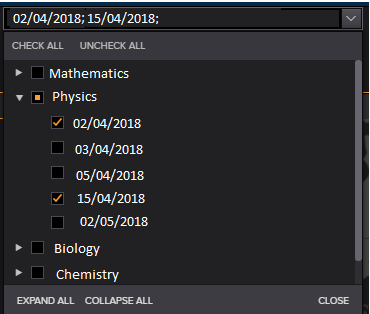 02/04/2018; 15/04/2018;
CHECK ALL UNCHECK ALL
Mathematics
Physics
02/04/2018
03/04/2018
05/04/2018
15/04/2018
02/05/2018
Biology
Chemistry
EXPAND ALL COLLAPSE ALL CLOSE